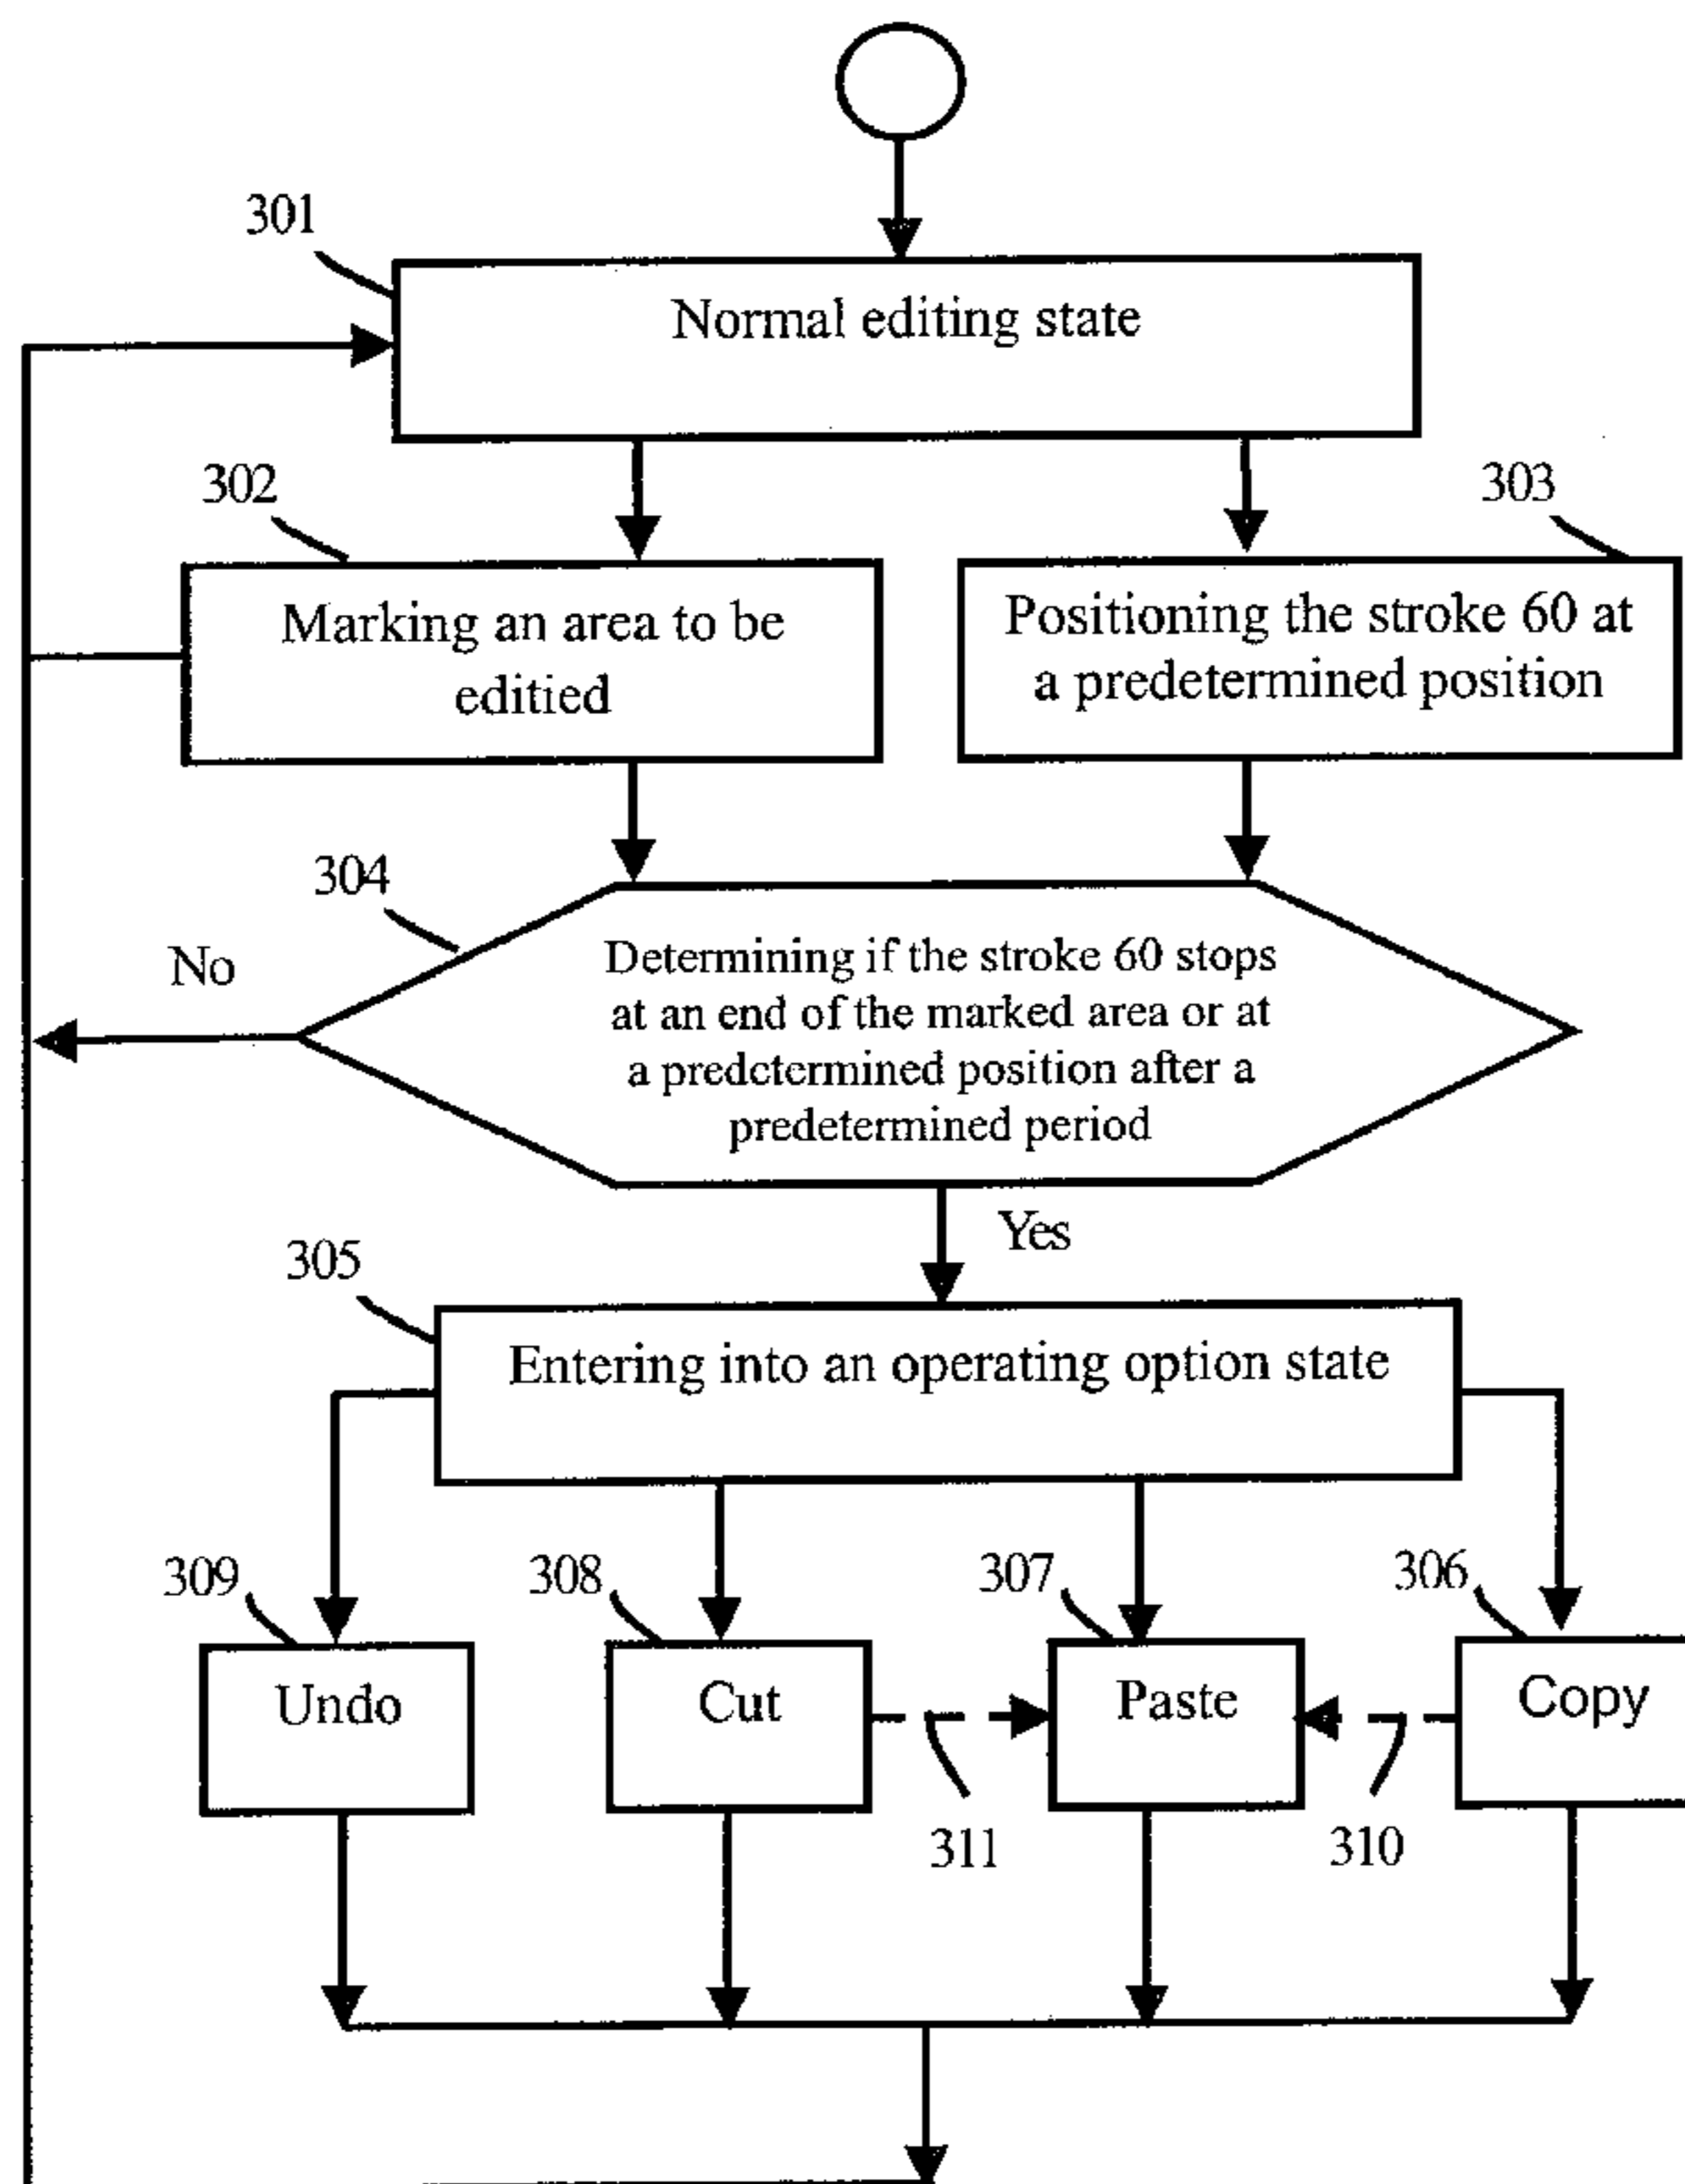 301
Normal editing state
302
303
Marking an area to be
editied
Positioning the stroke 60 at
a predetermined position
304
No
Determining if the stroke 60 stops
at an end of the marked area or at
a predetermined position after a
predetermined period
Yes
305
Entering into an operating option state
309
308
307
306
Undo
Cut
Paste
Copy
311
310